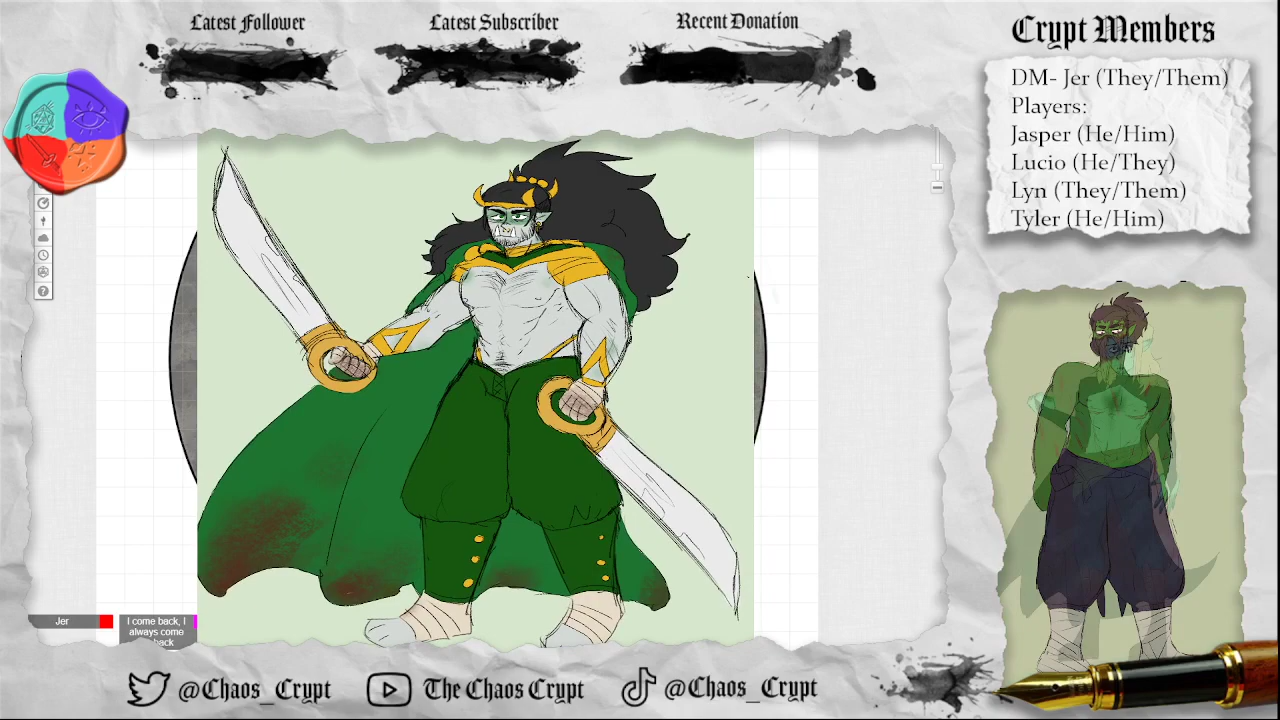 Latest Follower
Latest Subscriber
Recent Donation
Crypt Members
DM- Jer (They/Them)
Players:
Jasper (He/Him)
Lucio (He/They)
Lyn (They/Them)
Tyler (He/Him)
Jer
I come back, I
always come
back
@Chaos_Crypt
The Chaos Crypt
@Chaos_Crypt